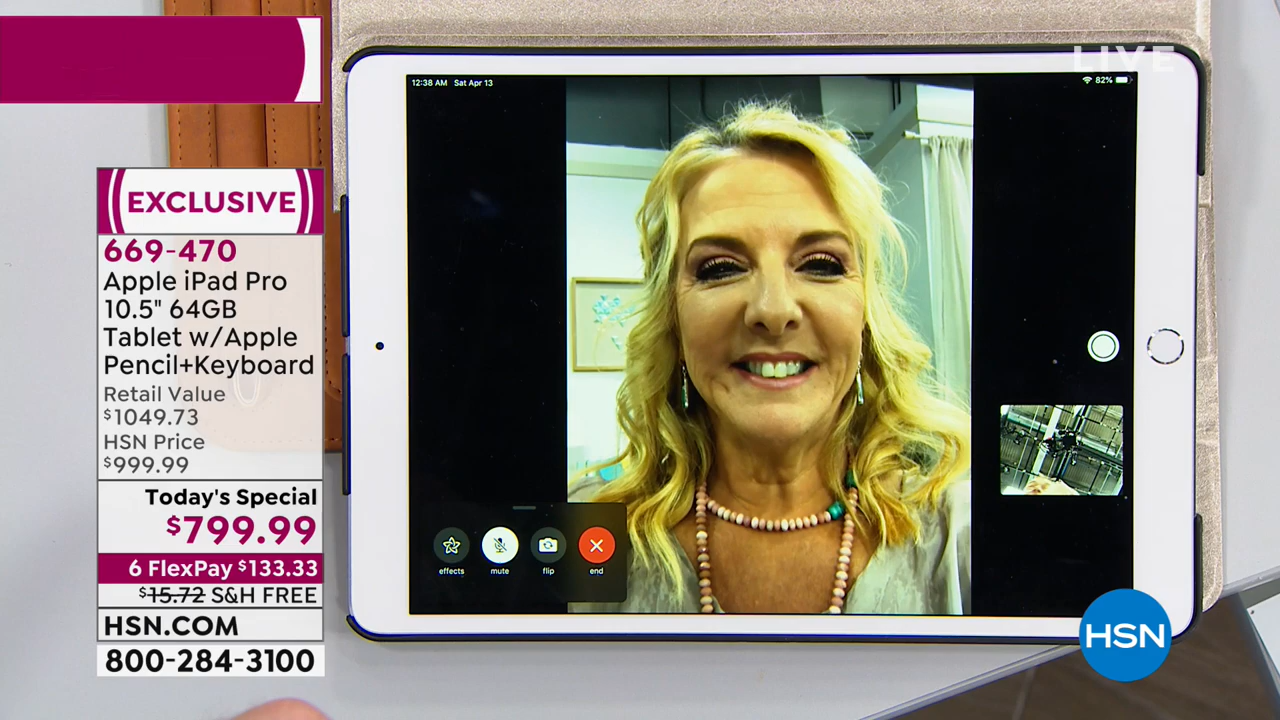 LIVE
12:38 AM Sat Apr 13
82%
EXCLUSIVE
669-470
Apple iPad Pro
10.5" 64GB
Tablet w/Apple
Pencil+Keyboard
Retail Value
$1049.73
HSN Price
$999.99
Today's Special
$799.99
6 FlexPay $133.33
$15.72 S&H FREE
HSN.COM
800-284-3100
effects
mute
flip
end
HSN